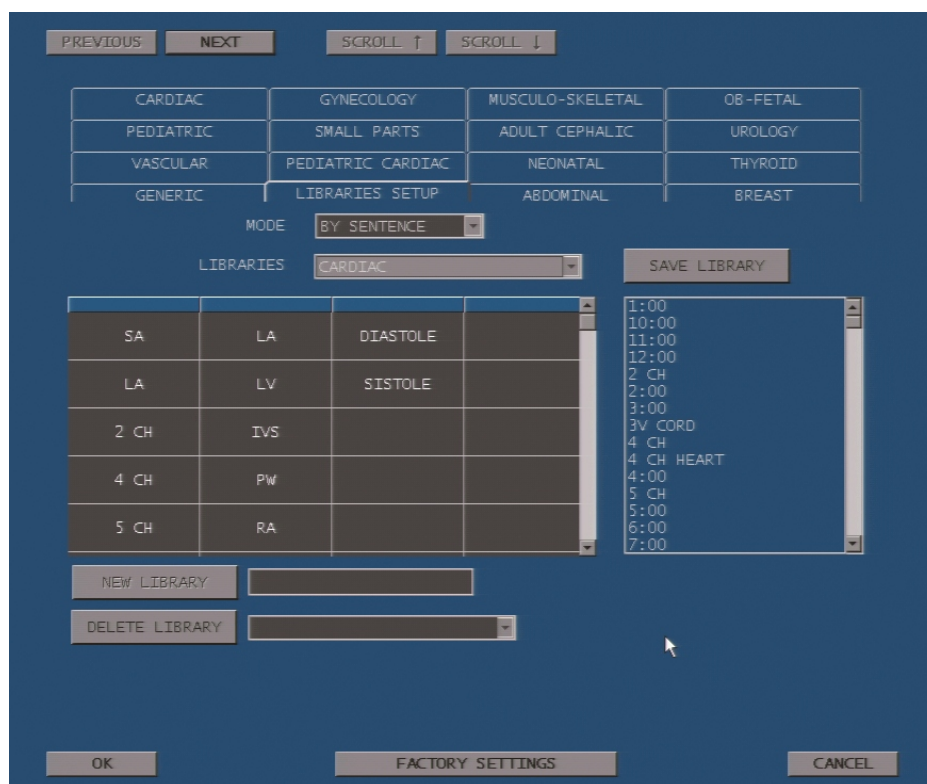 PREVIOUS NEXT SCROLL ↑ SCROLL ↓
CARDIAC GYNECOLOGY MUSCULO-SKELETAL OB-FETAL
PEDIATRIC SMALL PARTS ADULT CEPHALIC UROLOGY
VASCULAR PEDIATRIC CARDIAC NEONATAL THYROID
GENERIC LIBRARIES SETUP ABDOMINAL BREAST
MODE BY SENTENCE
LIBRARIES CARDIAC SAVE LIBRARY
SA LA DIASTOLE
LA LV SISTOLE
2 CH IVS
4 CH PW
5 CH RA
1:00
10:00
11:00
12:00
2 CH
2:00
3:00
3V CORD
4 CH
4 CH HEART
4:00
5 CH
5:00
6:00
7:00
NEW LIBRARY
DELETE LIBRARY
OK FACTORY SETTINGS CANCEL